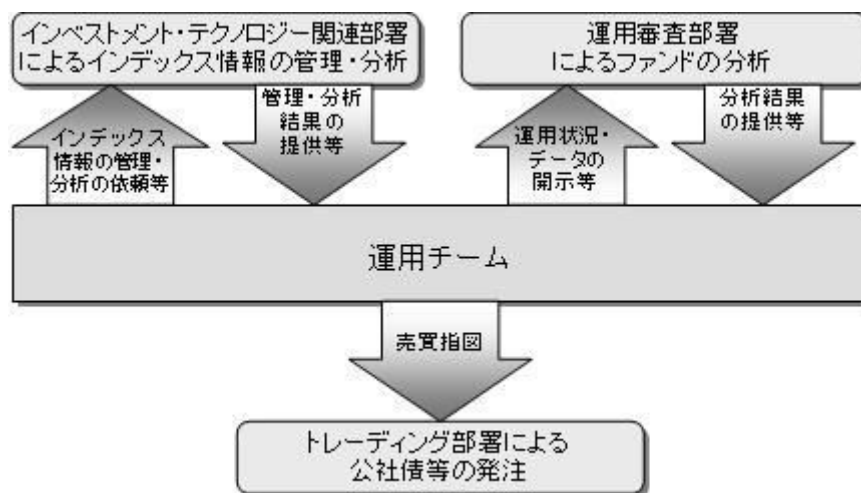 インベストメント・テクノロジー関連部署
によるインデックス情報の管理・分析
運用審査部署
によるファンドの分析
インデックス
情報の管理・
分析の依頼等
管理・分析
結果の
提供等
運用状況・
データの
開示等
分析結果
の提供等
運用チーム
売買指図
トレーディング部署による
公社債等の発注